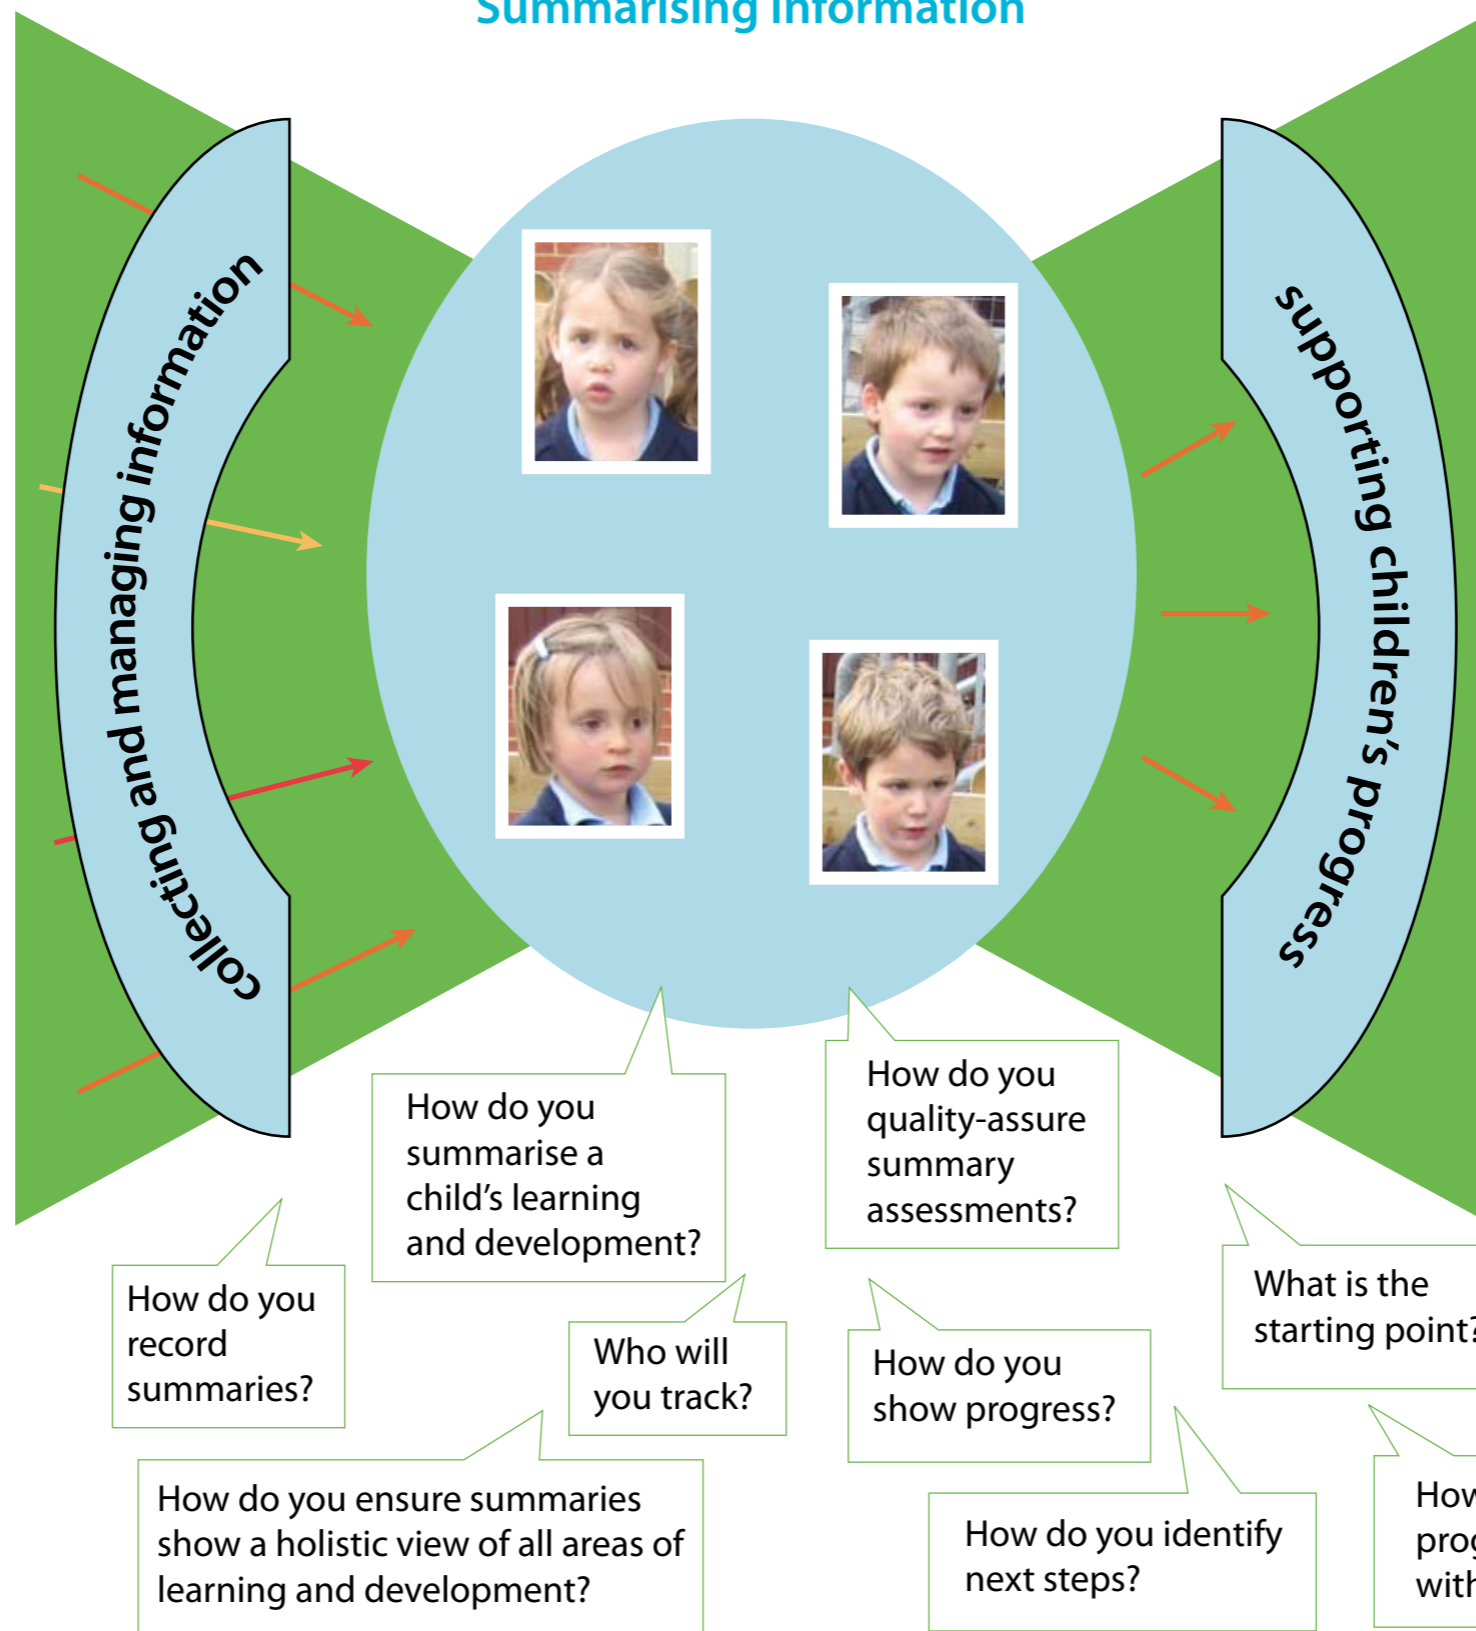 Summarising information
collecting and managing information
supporting children's progress
How do you
summarise a
child's learning
and development?
How do you
quality-assure
summary
assessments?
How do you
record
summaries?
Who will
you track?
How do you
show progress?
What is the
starting point?
How do you ensure summaries
show a holistic view of all areas of
learning and development?
How do you identify
next steps?
How
with